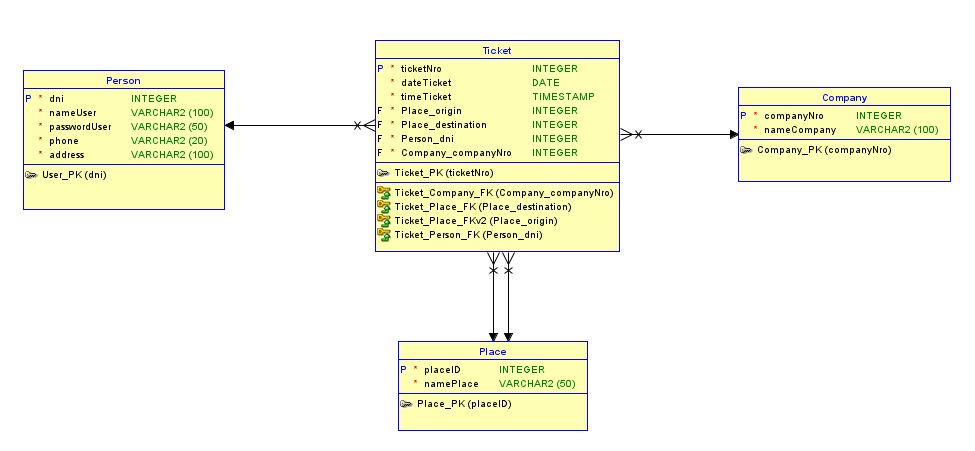 Person
P * dni INTEGER
* nameUser VARCHAR2 (100)
* passwordUser VARCHAR2 (50)
* phone VARCHAR2 (20)
* address VARCHAR2 (100)
User_PK (dni)
Ticket
P * ticketNro INTEGER
* dateTicket DATE
* timeTicket TIMESTAMP
F * Place_origin INTEGER
F * Place_destination INTEGER
F * Person_dni INTEGER
F * Company_companyNro INTEGER
Ticket_PK (ticketNro)
Ticket_Company_FK (Company_companyNro)
Ticket_Place_FK (Place_destination)
Ticket_Place_FKv2 (Place_origin)
Ticket_Person_FK (Person_dni)
Company
P * companyNro INTEGER
* nameCompany VARCHAR2 (100)
Company_PK (companyNro)
Place
P * placeID INTEGER
* namePlace VARCHAR2 (50)
Place_PK (placeID)